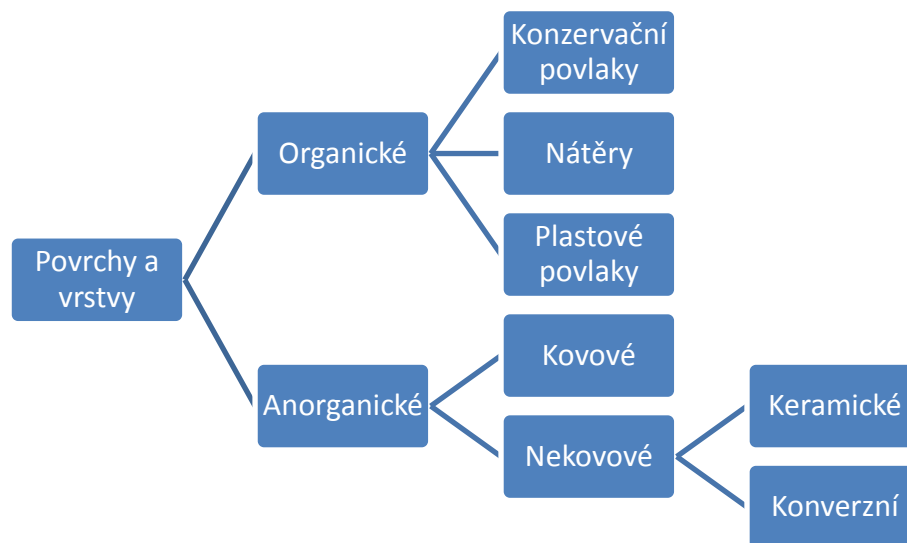 Povrchy a
vrstvy
Organické
Konzervační
povlaky
Nátěry
Plastové
povlaky
Anorganické
Kovové
Nekovové
Keramické
Konverzní